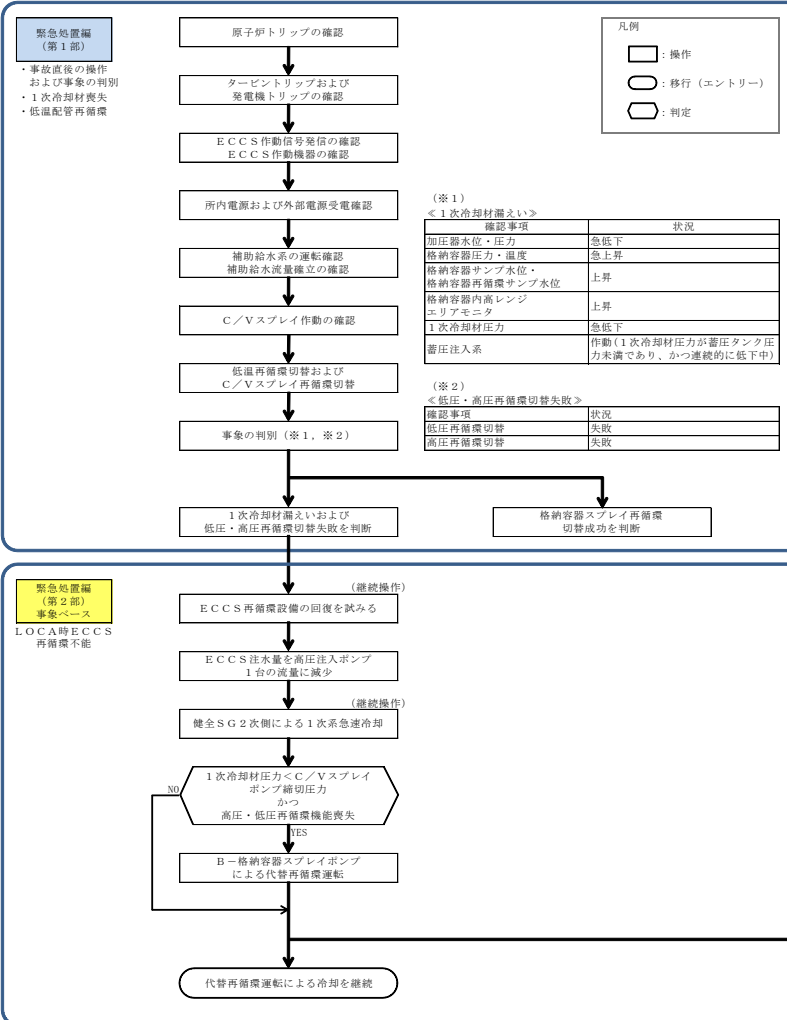 緊急処置編
(第1部)
・事故直後の操作
および事象の判別
・1次冷却材喪失
・低温配管再循環
原子炉トリップの確認
タービントリップおよび
発電機トリップの確認
ECCS作動信号発信の確認
ECCS作動機器の確認
所内電源および外部電源受電確認
補助給水系の運転確認
補助給水流量確立の確認
C/Vスプレイ作動の確認
低温再循環切替および
C/Vスプレイ再循環切替
事象の判別(※1,※2)
1次冷却材漏えいおよび
低圧・高圧再循環切替失敗を判断
格納容器スプレイ再循環
切替成功を判断
凡例
:操作
:移行(エントリー)
:判定
(※1)
≪1次冷却材漏えい≫
確認事項 状況
加圧器水位・圧力 急低下
格納容器圧力・温度 急上昇
格納容器サンプ水位・
格納容器再循環サンプ水位 上昇
格納容器内高レンジ
エリアモニタ 上昇
1次冷却材圧力 急低下
蓄圧注入系 作動(1次冷却材圧力が蓄圧タンク圧
力未満であり、かつ連続的に低下中)
(※2)
≪低圧・高圧再循環切替失敗≫
確認事項 状況
低圧再循環切替 失敗
高圧再循環切替 失敗
緊急処置編
(第2部)
事象ベース
LOCA時ECCS
再循環不能
(継続操作)
ECCS再循環設備の回復を試みる
ECCS注水量を高圧注入ポンプ
1台の流量に減少
(継続操作)
健全SG2次側による1次系急速冷却
1次冷却材圧力<C/Vスプレイ
ポンプ締切圧力
かつ
高圧・低圧再循環機能喪失
NO
YES
B-格納容器スプレイポンプ
による代替再循環運転
代替再循環運転による冷却を継続